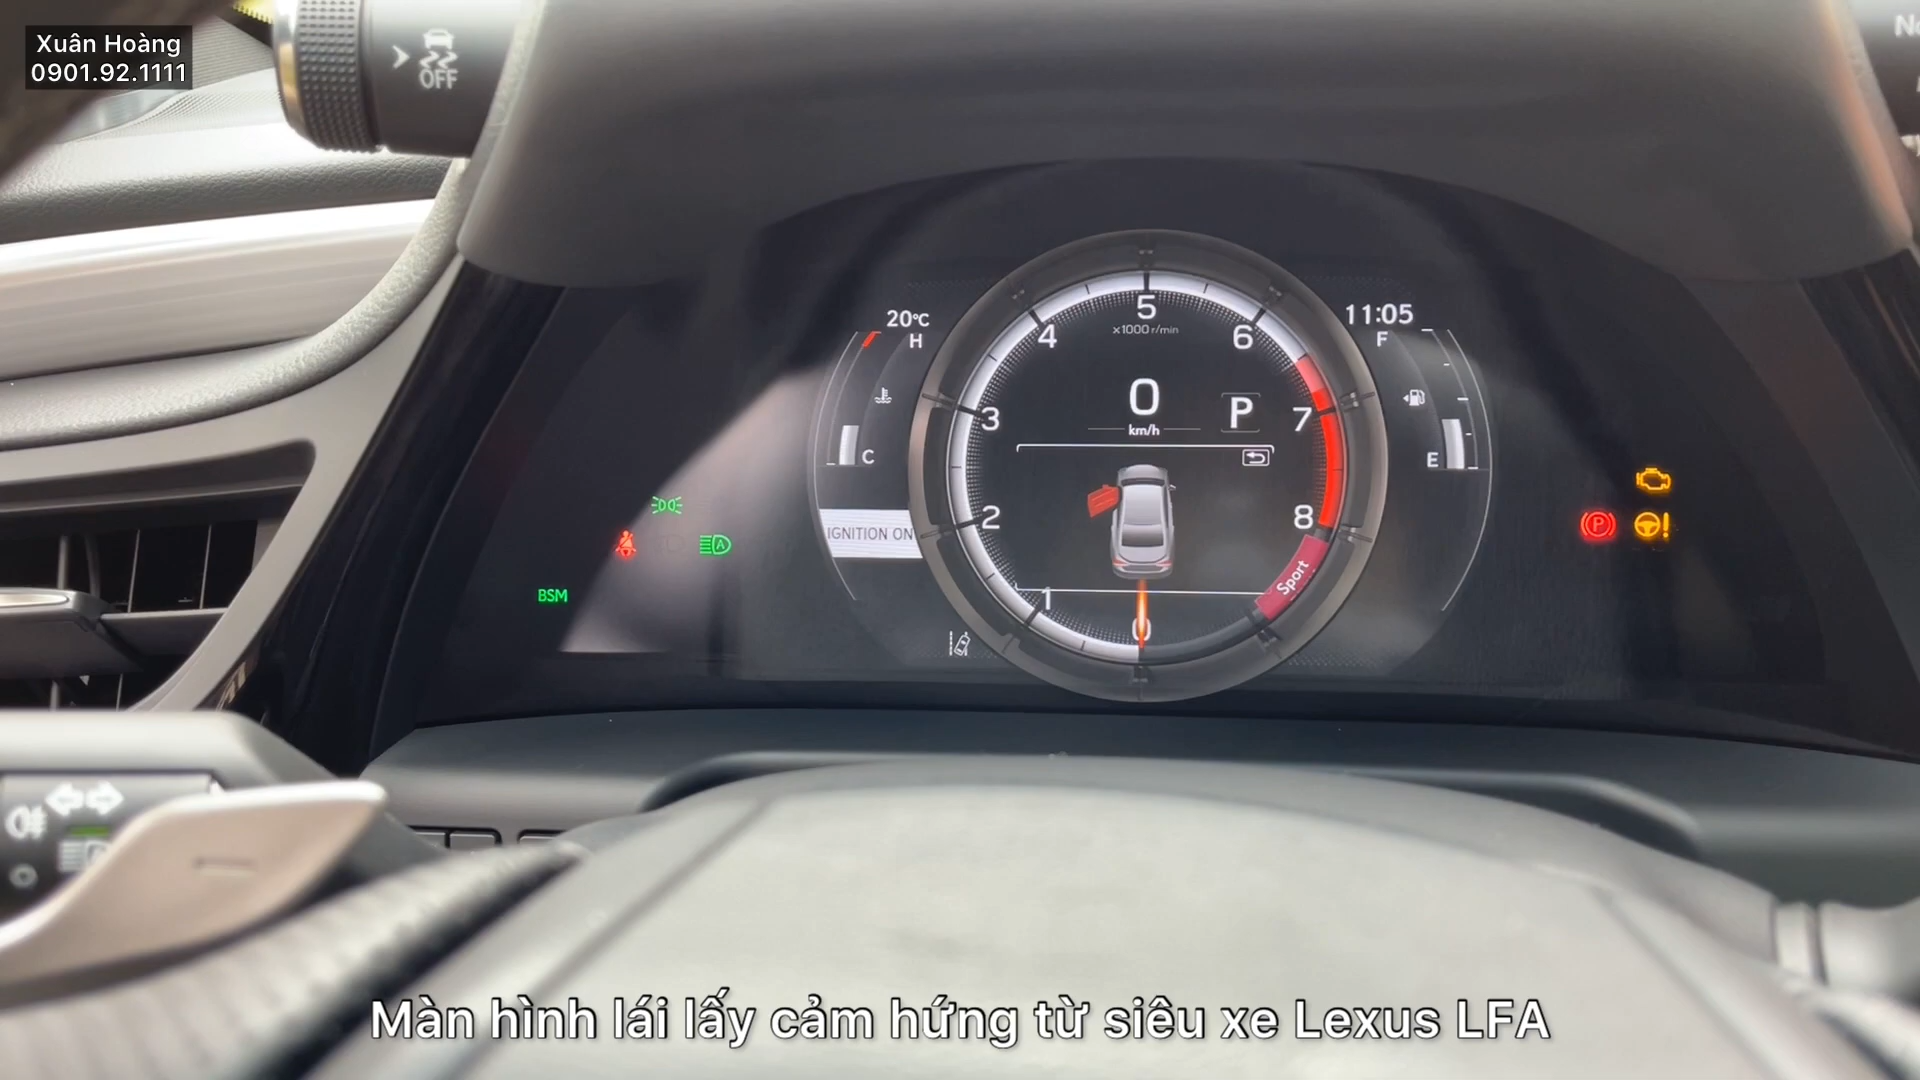 Xuân Hoàng
0901.92.1111
OFF
20°C
H
C
5
x1000r/min
4
6
3
7
2
8
1
0
0
km/h
P
Sport
11:05
F
E
IGNITION ON
BSM
A
P
Màn hình lái lấy cảm hứng từ siêu xe Lexus LFA